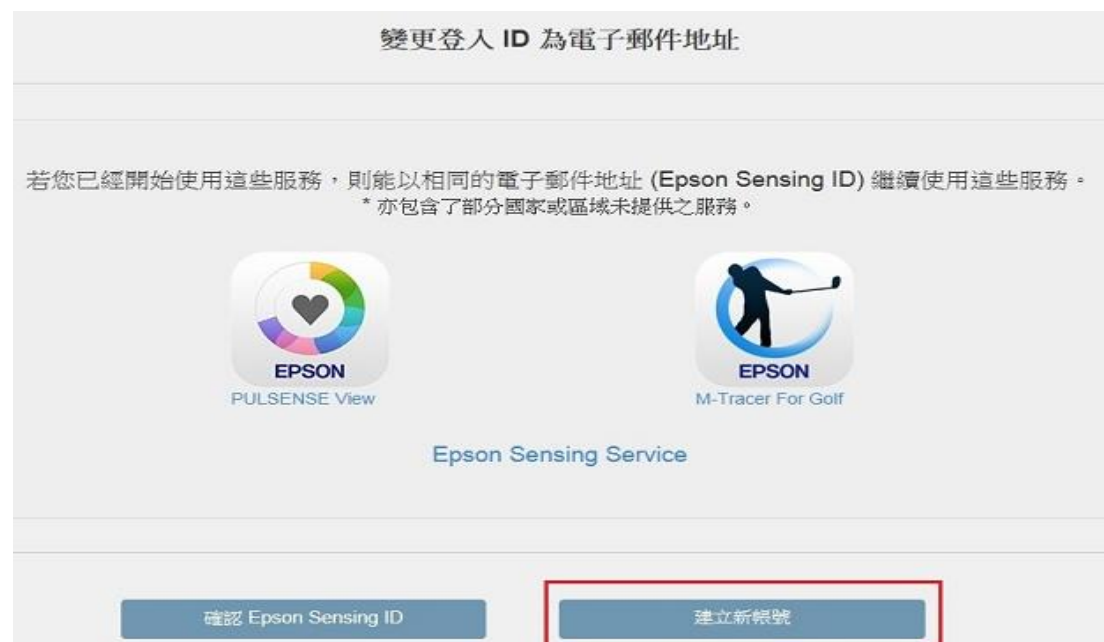 變更登入 ID 為電子郵件地址
若您已經開始使用這些服務，則能以相同的電子郵件地址 (Epson Sensing ID) 繼續使用這些服務。
* 亦包含了部分國家或區域未提供之服務。
EPSON
PULSENSE View
EPSON
M-Tracer For Golf
Epson Sensing Service
確認 Epson Sensing ID
建立新帳號